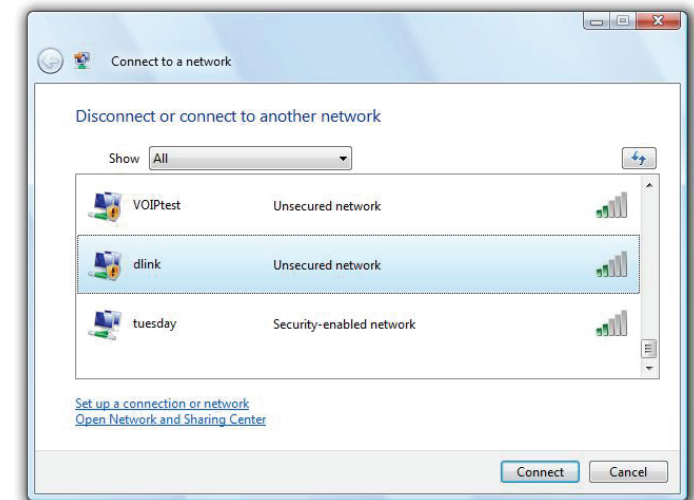 Connect to a network
Disconnect or connect to another network
Show All
VOIPtest Unsecured network
dlink Unsecured network
tuesday Security-enabled network
Set up a connection or network
Open Network and Sharing Center
Connect Cancel